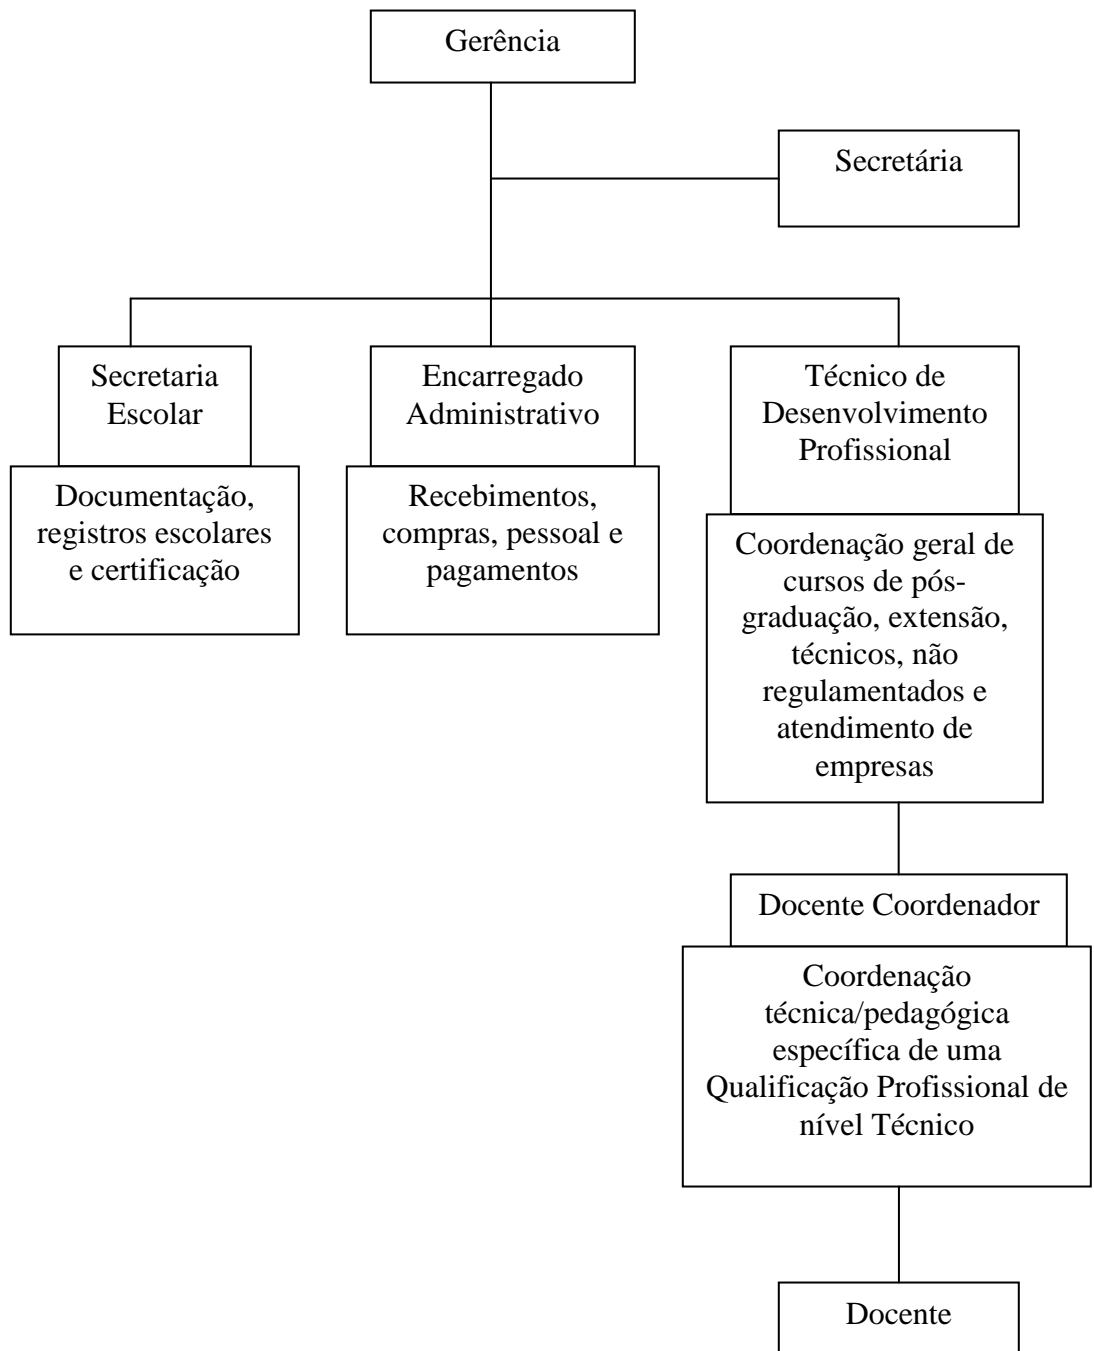 Gerência
Secretária
Secretaria
Escolar
Documentação,
registros escolares
e certificação
Encarregado
Administrativo
Recebimentos,
compras, pessoal e
pagamentos
Técnico de
Desenvolvimento
Profissional
Coordenação geral de
cursos de pós-
graduação, extensão,
técnicos, não
regulamentados e
atendimento de
empresas
Docente Coordenador
Coordenação
técnica/pedagógica
específica de uma
Qualificação Profissional de
nível Técnico
Docente